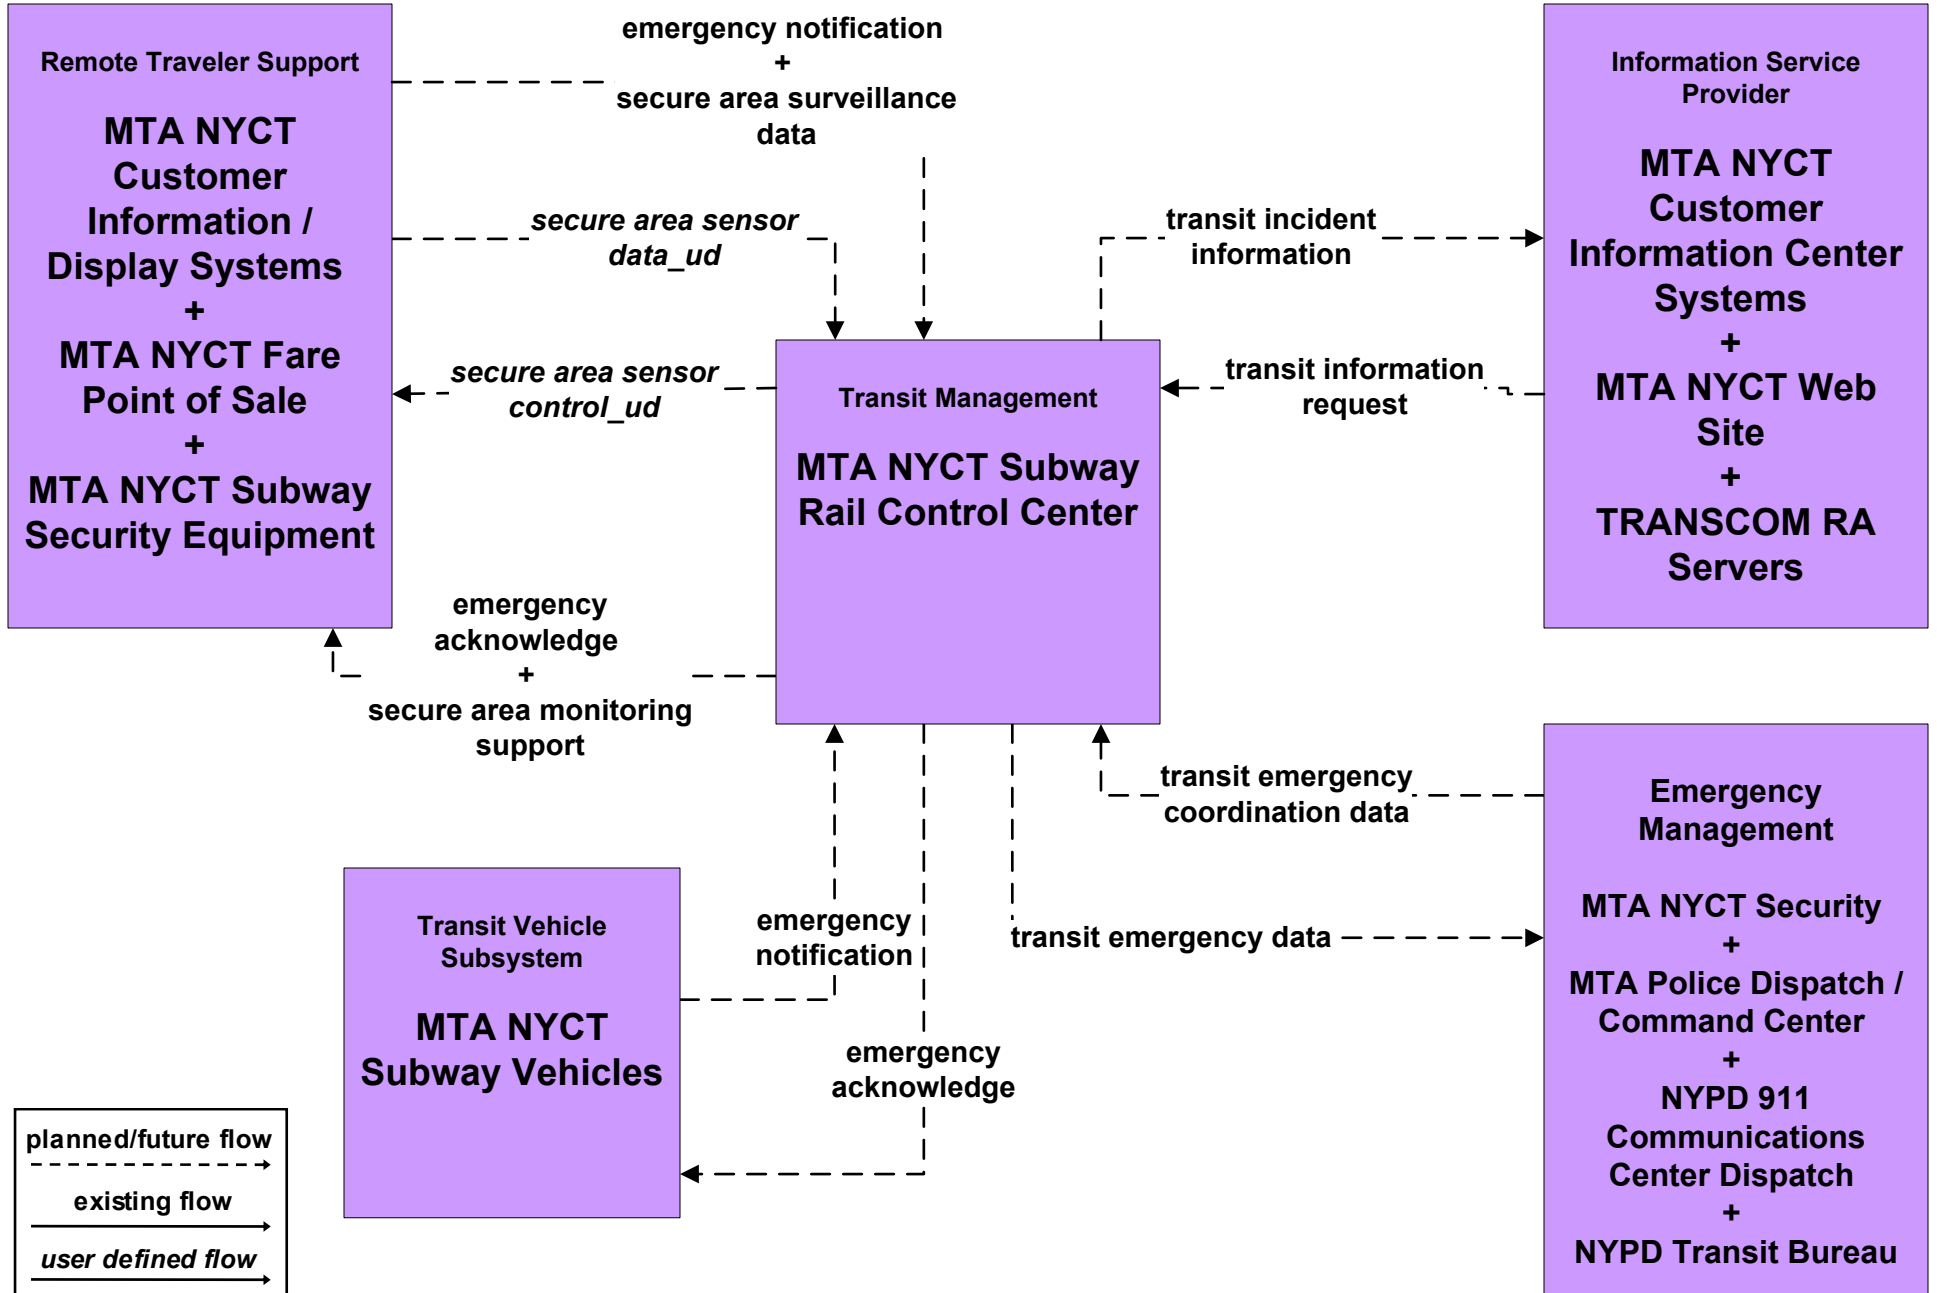 Remote Traveler Support
MTA NYCT
Customer
Information /
Display Systems
+
MTA NYCT Fare
Point of Sale
+
MTA NYCT Subway
Security Equipment
emergency notification
+
secure area surveillance
data
secure area sensor
data_ud
secure area sensor
control_ud
emergency
acknowledge
+
secure area monitoring
support
Transit Management
MTA NYCT Subway
Rail Control Center
transit incident
information
transit information
request
Information Service
Provider
MTA NYCT
Customer
Information Center
Systems
+
MTA NYCT Web
Site
+
TRANSCOM RA
Servers
transit emergency
coordination data
transit emergency data
Emergency
Management
MTA NYCT Security
+
MTA Police Dispatch /
Command Center
+
NYPD 911
Communications
Center Dispatch
+
NYPD Transit Bureau
Transit Vehicle
Subsystem
MTA NYCT
Subway Vehicles
emergency
notification
emergency
acknowledge
planned/future flow
existing flow
user defined flow